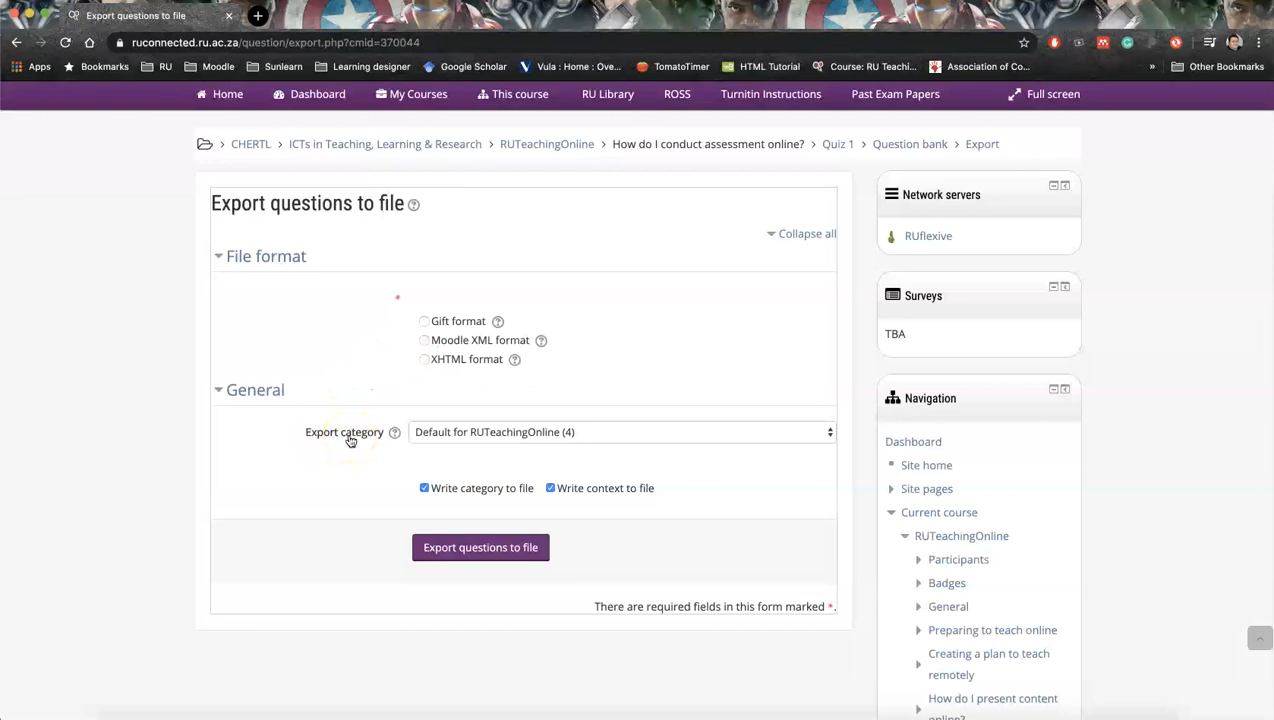 Export questions to file
ruconnected.ru.ac.za/question/export.php?cmid=370044
Apps Bookmarks RU Moodle Sunlearn Learning designer Google Scholar Vula : Home : Ove... TomatoTimer HTML Tutorial Course: RU Teachi... Association of Co... » Other Bookmarks
Home Dashboard My Courses This course RU Library ROSS Turnitin Instructions Past Exam Papers Full screen
CHERTL > ICTs in Teaching, Learning & Research > RUTeachingOnline > How do I conduct assessment online? > Quiz 1 > Question bank > Export
Export questions to file
Collapse all
File format
*
Gift format
Moodle XML format
XHTML format
General
Export category Default for RUTeachingOnline (4)
Write category to file Write context to file
Export questions to file
There are required fields in this form marked *.
Network servers
RUflexive
Surveys
TBA
Navigation
Dashboard
Site home
Site pages
Current course
RUTeachingOnline
Participants
Badges
General
Preparing to teach online
Creating a plan to teach
remotely
How do I present content
online?